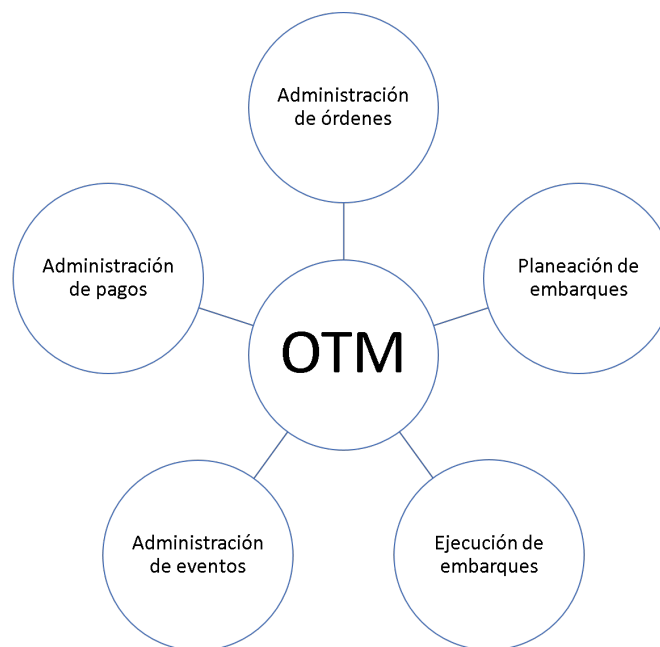 Administración
de órdenes
Administración
de pagos
Planeación de
embarques
OTM
Administración
de eventos
Ejecución de
embarques